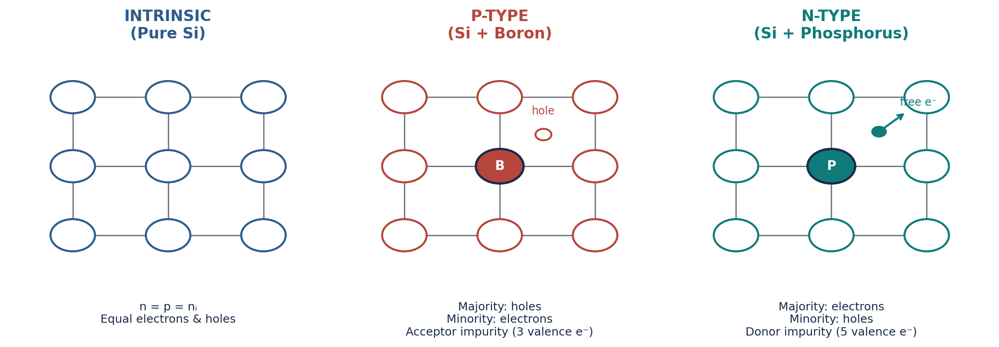 INTRINSIC
(Pure Si)
n = p = nᵢ
Equal electrons & holes
P-TYPE
(Si + Boron)
hole
B
Majority: holes
Minority: electrons
Acceptor impurity (3 valence e⁻)
N-TYPE
(Si + Phosphorus)
free e⁻
P
Majority: electrons
Minority: holes
Donor impurity (5 valence e⁻)